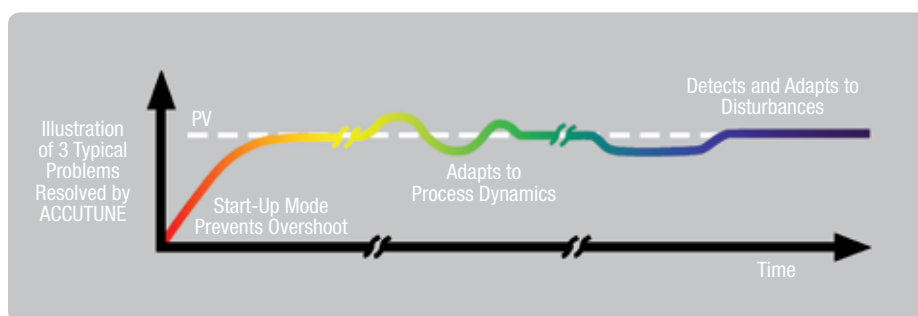 Illustration
of 3 Typical
Problems
Resolved by
ACCUTUNE
PV
Start-Up Mode
Prevents Overshoot
Adapts to
Process Dynamics
Detects and Adapts to
Disturbances
Time